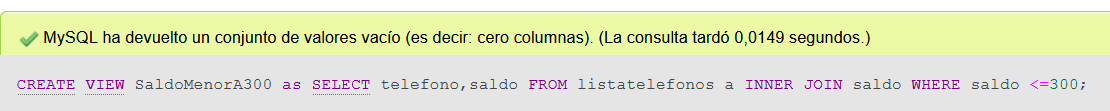 MySQL ha devuelto un conjunto de valores vacío (es decir: cero columnas). (La consulta tardó 0,0149 segundos.)
CREATE VIEW SaldoMenorA300 as SELECT telefono,saldo FROM listatelefonos a INNER JOIN saldo WHERE saldo <=300;